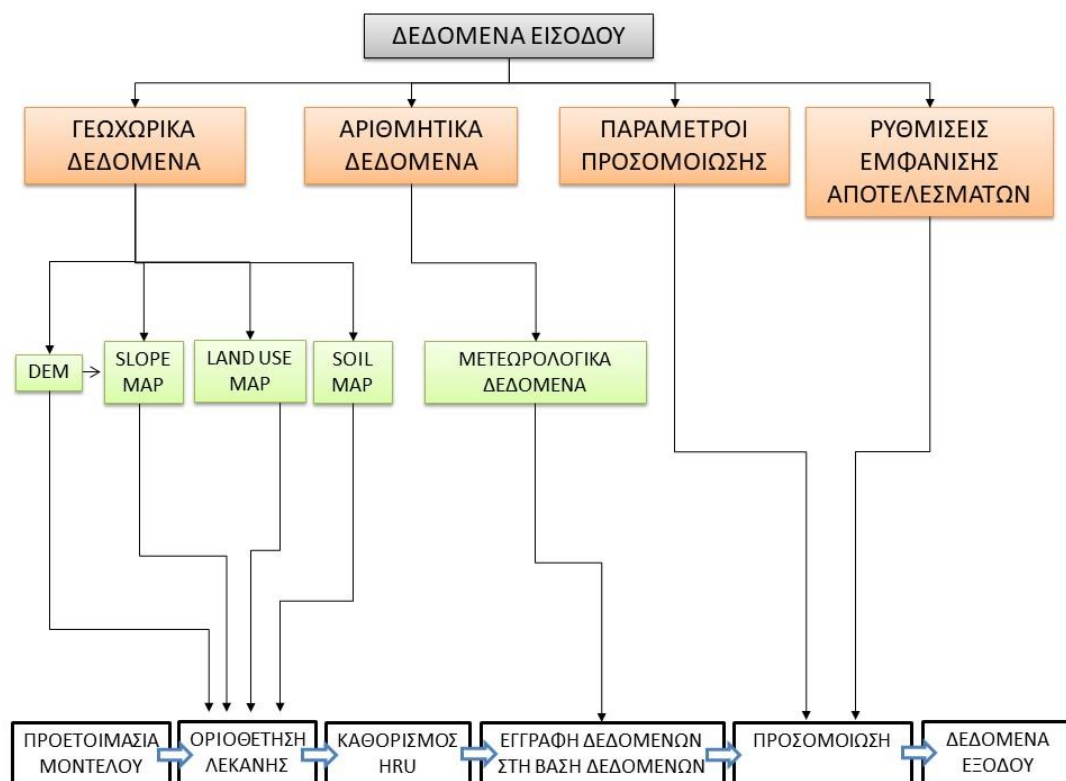 ΔΕΔΟΜΕΝΑ ΕΙΣΟΔΟΥ
ΓΕΩΧΩΡΙΚΑ
ΔΕΔΟΜΕΝΑ
ΑΡΙΘΜΗΤΙΚΑ
ΔΕΔΟΜΕΝΑ
ΠΑΡΑΜΕΤΡΟΙ
ΠΡΟΣΟΜΟΙΩΣΗΣ
ΡΥΘΜΙΣΕΙΣ
ΕΜΦΑΝΙΣΗΣ
ΑΠΟΤΕΛΕΣΜΑΤΩΝ
DEM
SLOPE
MAP
LAND USE
MAP
SOIL
MAP
ΜΕΤΕΩΡΟΛΟΓΙΚΑ
ΔΕΔΟΜΕΝΑ
ΠΡΟΕΤΟΙΜΑΣΙΑ
ΜΟΝΤΕΛΟΥ
ΟΡΙΟΘΕΤΗΣΗ
ΛΕΚΑΝΗΣ
ΚΑΘΟΡΙΣΜΟΣ
HRU
ΕΓΓΡΑΦΗ ΔΕΔΟΜΕΝΩΝ
ΣΤΗ ΒΑΣΗ ΔΕΔΟΜΕΝΩΝ
ΠΡΟΣΟΜΟΙΩΣΗ
ΔΕΔΟΜΕΝΑ
ΕΞΟΔΟΥ